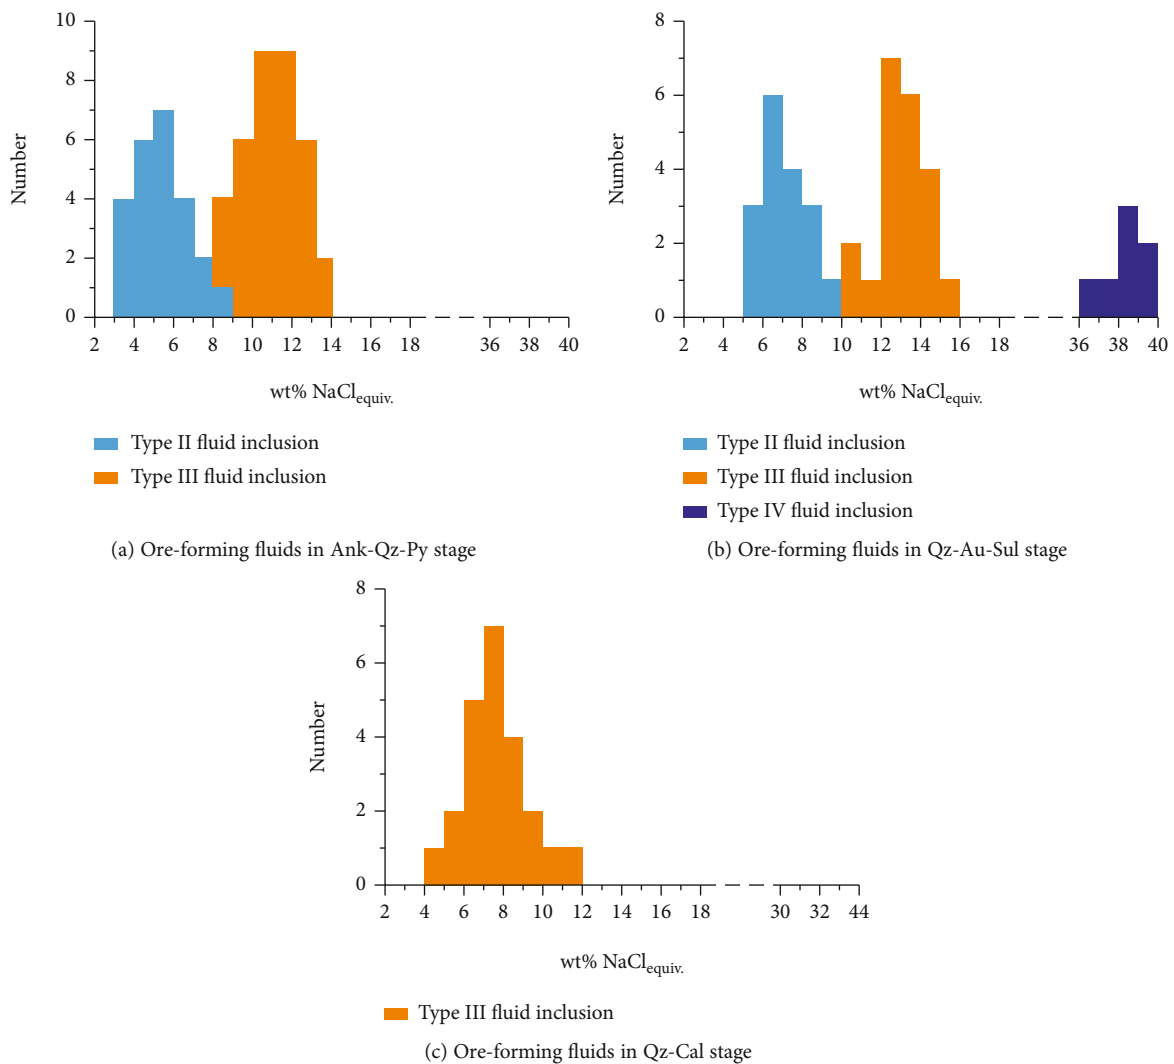 10
8
6
4
2
0
Number
2 4 6 8 10 12 14 16 18 36 38 40
wt% NaClequiv.
Type II fluid inclusion
Type III fluid inclusion
(a) Ore-forming fluids in Ank-Qz-Py stage
8
6
4
2
0
Number
2 4 6 8 10 12 14 16 18 36 38 40
wt% NaClequiv.
Type II fluid inclusion
Type III fluid inclusion
Type IV fluid inclusion
(b) Ore-forming fluids in Qz-Au-Sul stage
8
6
4
2
0
Number
2 4 6 8 10 12 14 16 18 30 32 44
wt% NaClequiv.
Type III fluid inclusion
(c) Ore-forming fluids in Qz-Cal stage